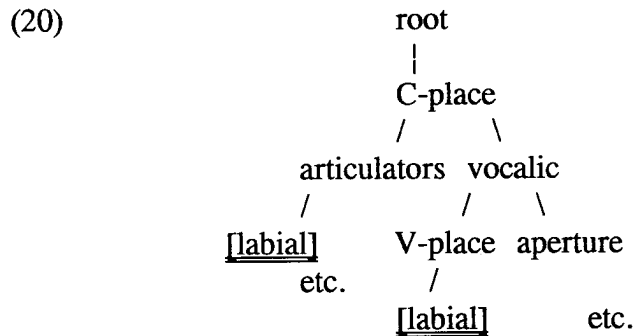 (20) root
C-place
articulators vocalic
[labial] V-place aperture
etc.
[labial] etc.